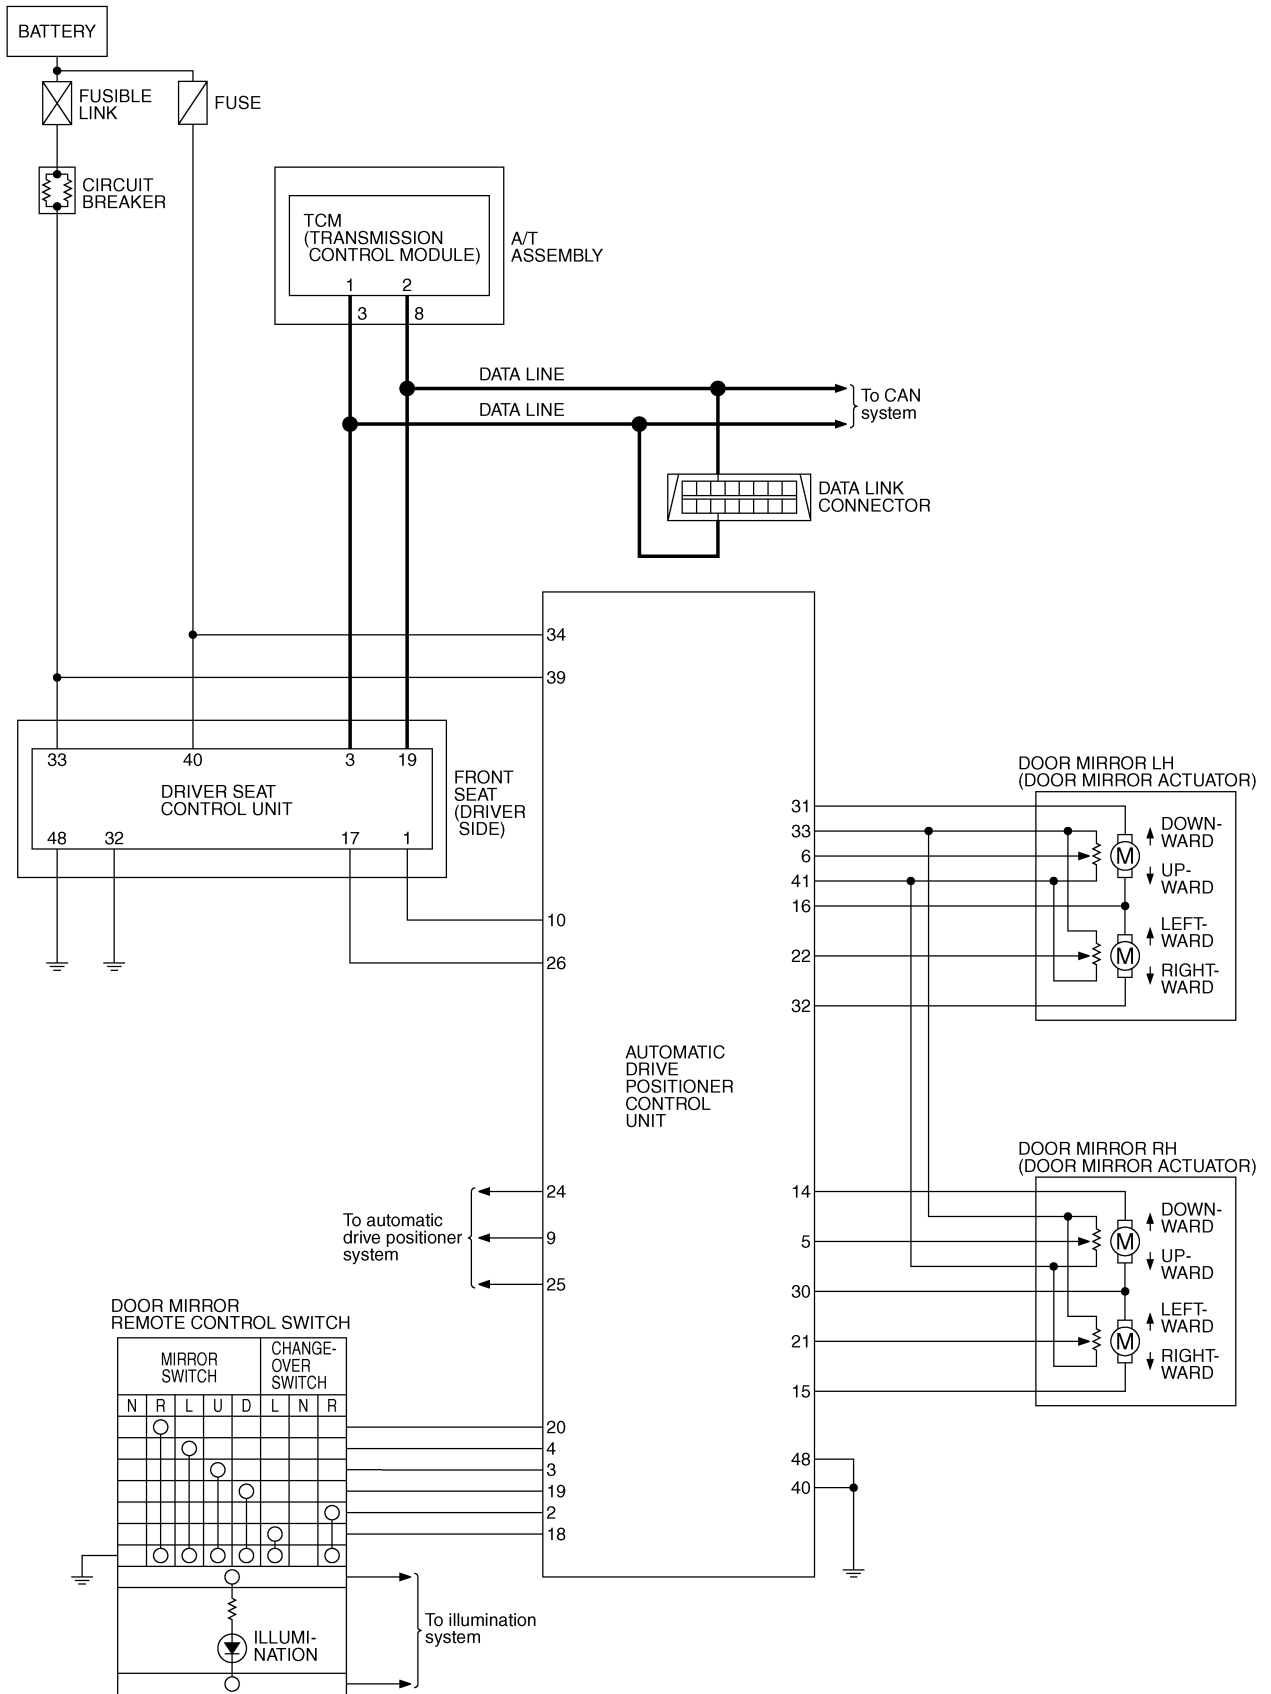 BATTERY
FUSIBLE
LINK
FUSE
CIRCUIT
BREAKER
TCM
(TRANSMISSION
CONTROL MODULE)
A/T
ASSEMBLY
1 2
3 8
DATA LINE
DATA LINE
To CAN
system
DATA LINK
CONNECTOR
34
39
33 40 3 19
DRIVER SEAT
CONTROL UNIT
48 32 17 1
FRONT
SEAT
(DRIVER
SIDE)
10
26
AUTOMATIC
DRIVE
POSITIONER
CONTROL
UNIT
31
33
6
41
16
22
32
DOOR MIRROR LH
(DOOR MIRROR ACTUATOR)
M
DOWN-
WARD
UP-
WARD
M
LEFT-
WARD
RIGHT-
WARD
14
5
30
21
15
DOOR MIRROR RH
(DOOR MIRROR ACTUATOR)
M
DOWN-
WARD
UP-
WARD
M
LEFT-
WARD
RIGHT-
WARD
48
40
24
9
25
To automatic
drive positioner
system
DOOR MIRROR
REMOTE CONTROL SWITCH
MIRROR
SWITCH
CHANGE-
OVER
SWITCH
N R L U D L N R
20
4
3
19
2
18
ILLUMI-
NATION
To illumination
system